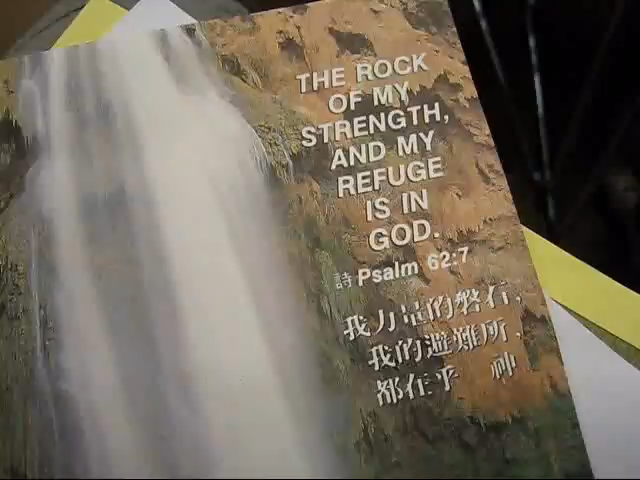 THE ROCK
OF MY
STRENGTH,
AND MY
REFUGE
IS IN
GOD.
詩 Psalm 62:7
我力量的磐石，
我的避難所，
都在乎 神